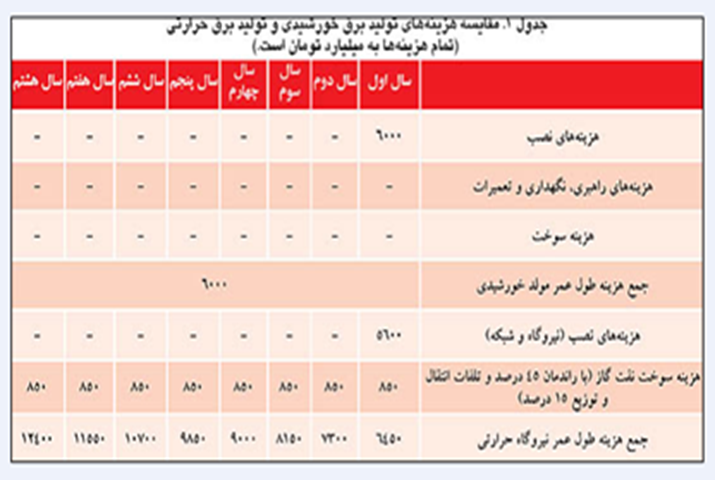 جدول ۱. مقایسه هزینه‌های تولید برق خورشیدی و تولید برق حرارتی
(تمام هزینه‌ها به میلیارد تومان است.)
سال اول سال دوم سال سوم سال چهارم سال پنجم سال ششم سال هفتم سال هشتم
هزینه‌های نصب ۶۰۰۰ - - - - - - -
هزینه‌های راهبری، نگهداری و تعمیرات - - - - - - - -
هزینه سوخت - - - - - - - -
جمع هزینه طول عمر مولد خورشیدی ۶۰۰۰
هزینه‌های نصب (نیروگاه و شبکه) ۵۶۰۰ - - - - - - -
هزینه سوخت نفت گاز (با راندمان ۴۵ درصد و تلفات انتقال
و توزیع ۱۵ درصد) ۸۵۰ ۸۵۰ ۸۵۰ ۸۵۰ ۸۵۰ ۸۵۰ ۸۵۰ ۸۵۰
جمع هزینه طول عمر نیروگاه حرارتی ۶۴۵۰ ۷۳۰۰ ۸۱۵۰ ۹۰۰۰ ۹۸۵۰ ۱۰۷۰۰ ۱۱۵۵۰ ۱۲۴۰۰